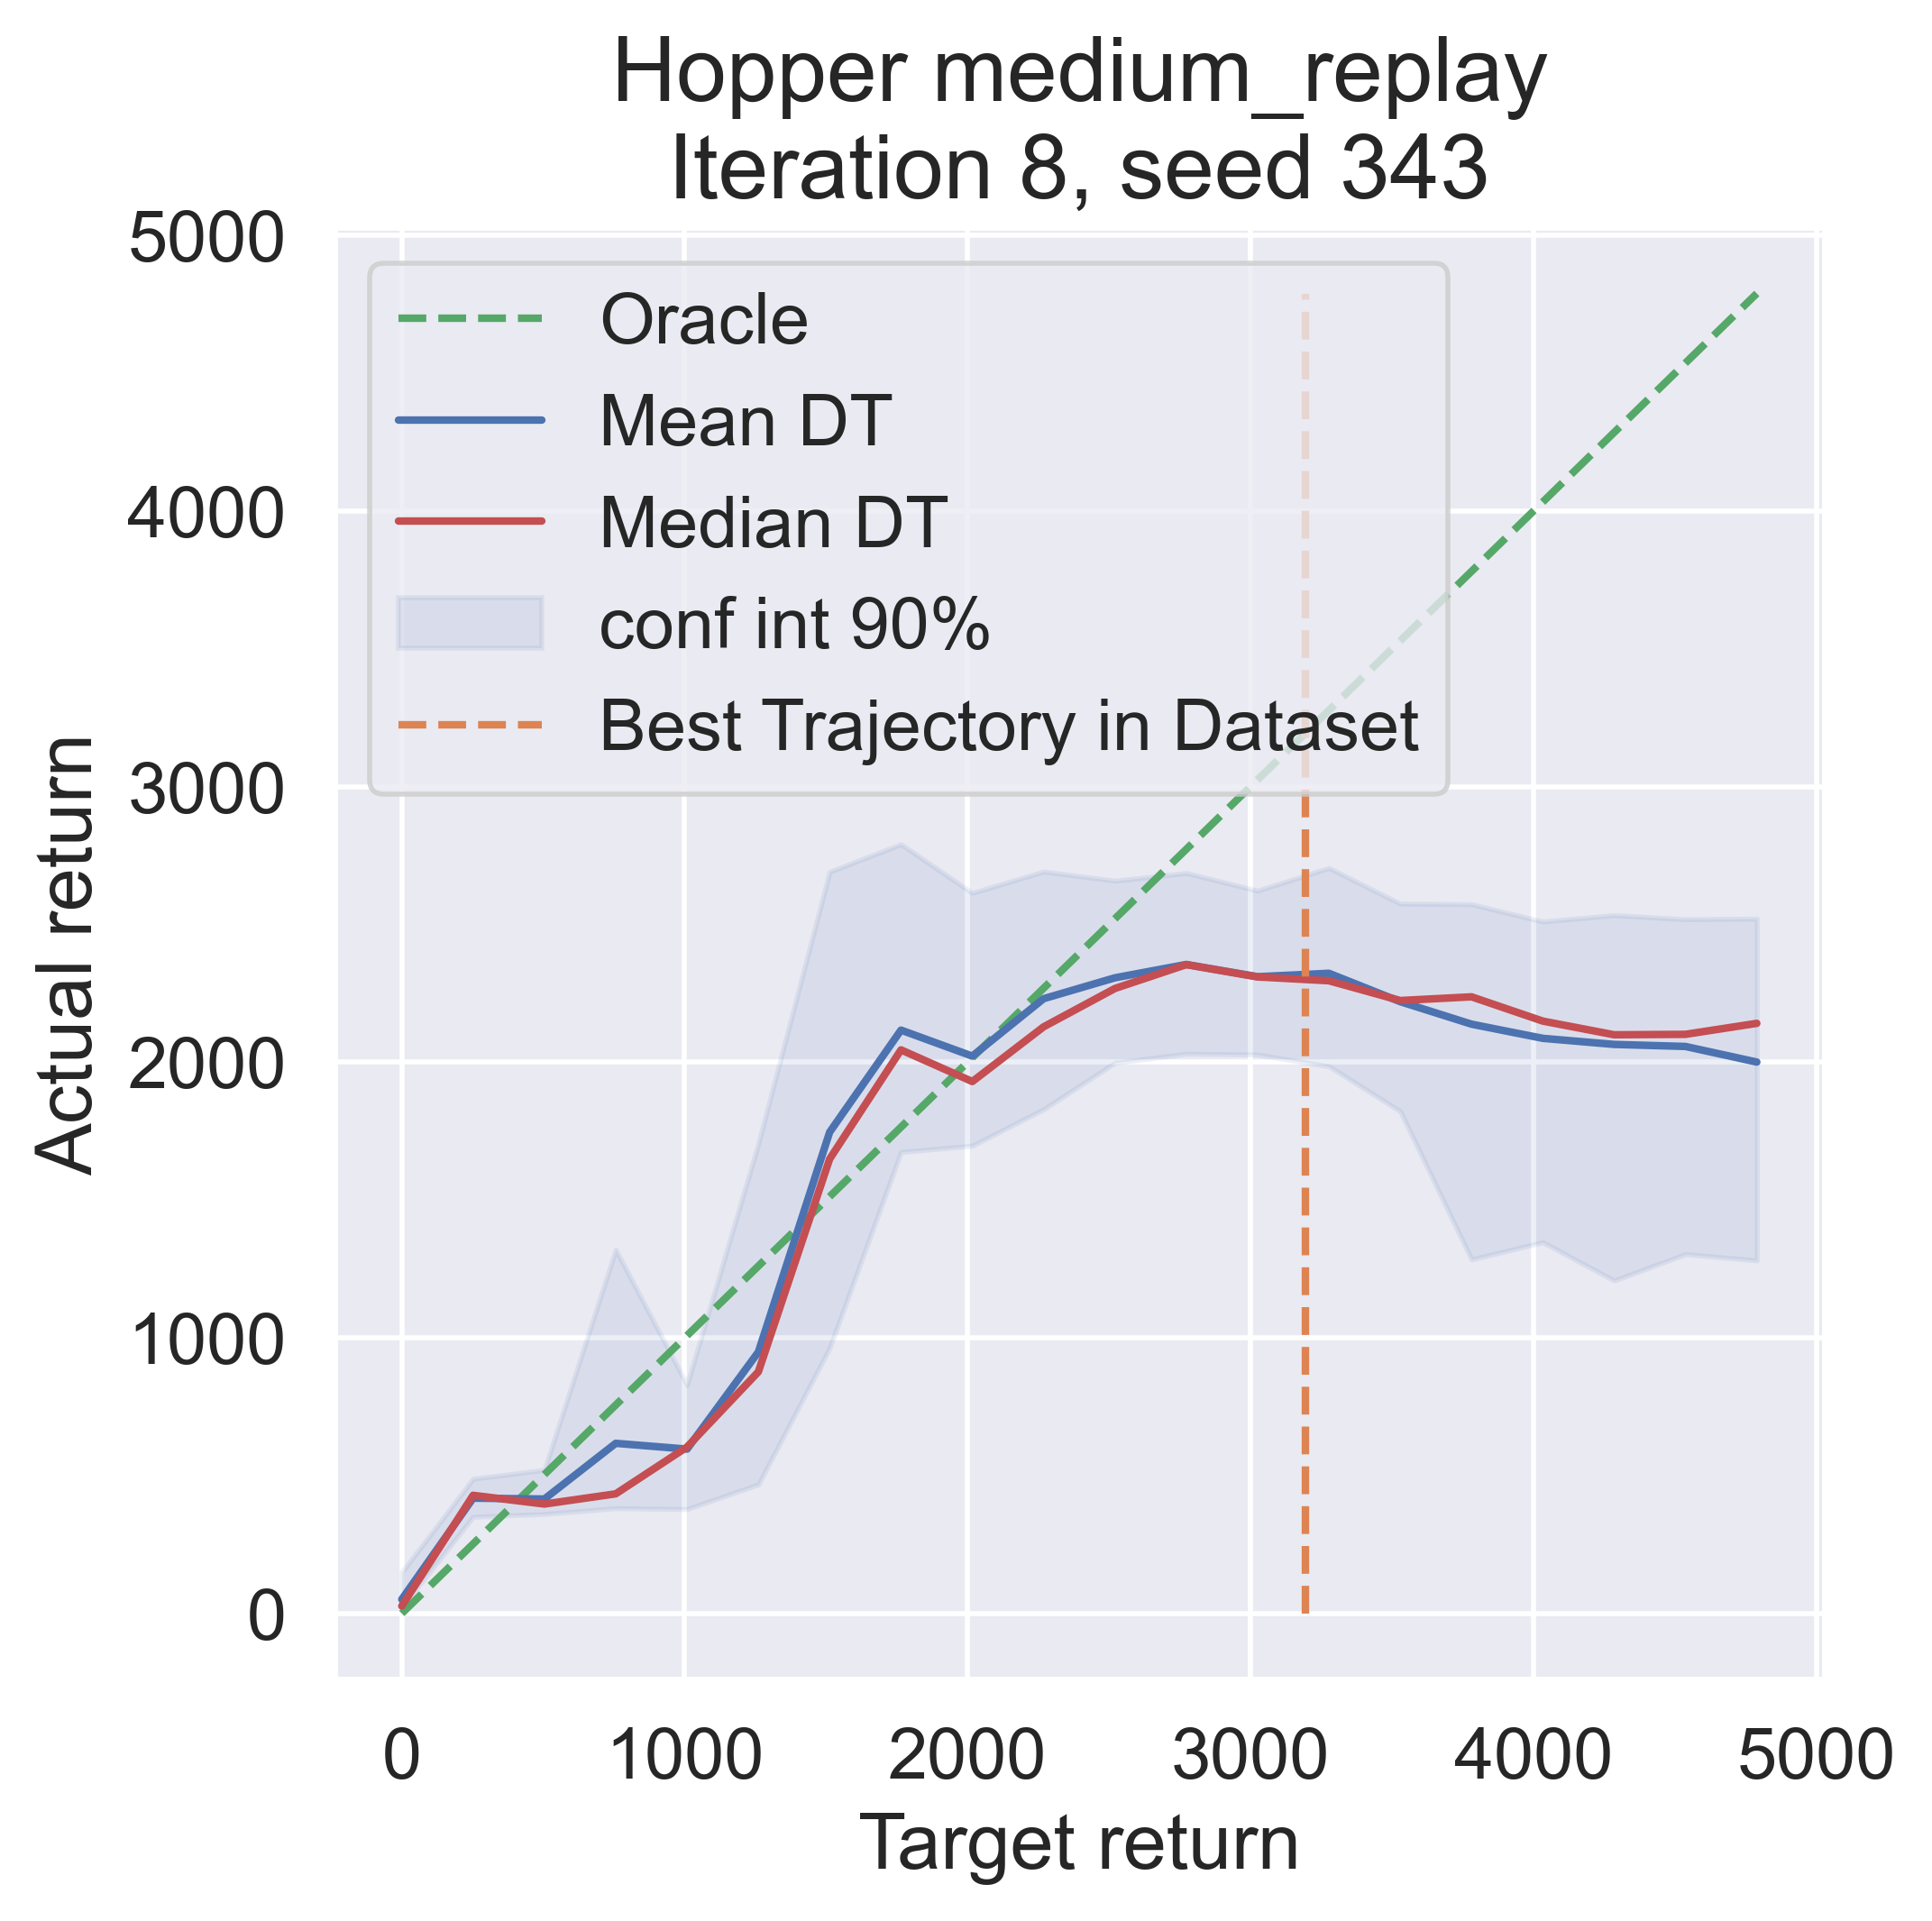 Hopper medium_replay
Iteration 8, seed 343
5000
4000
3000
2000
1000
0
Actual return
Oracle
Mean DT
Median DT
conf int 90%
Best Trajectory in Dataset
0 1000 2000 3000 4000 5000
Target return